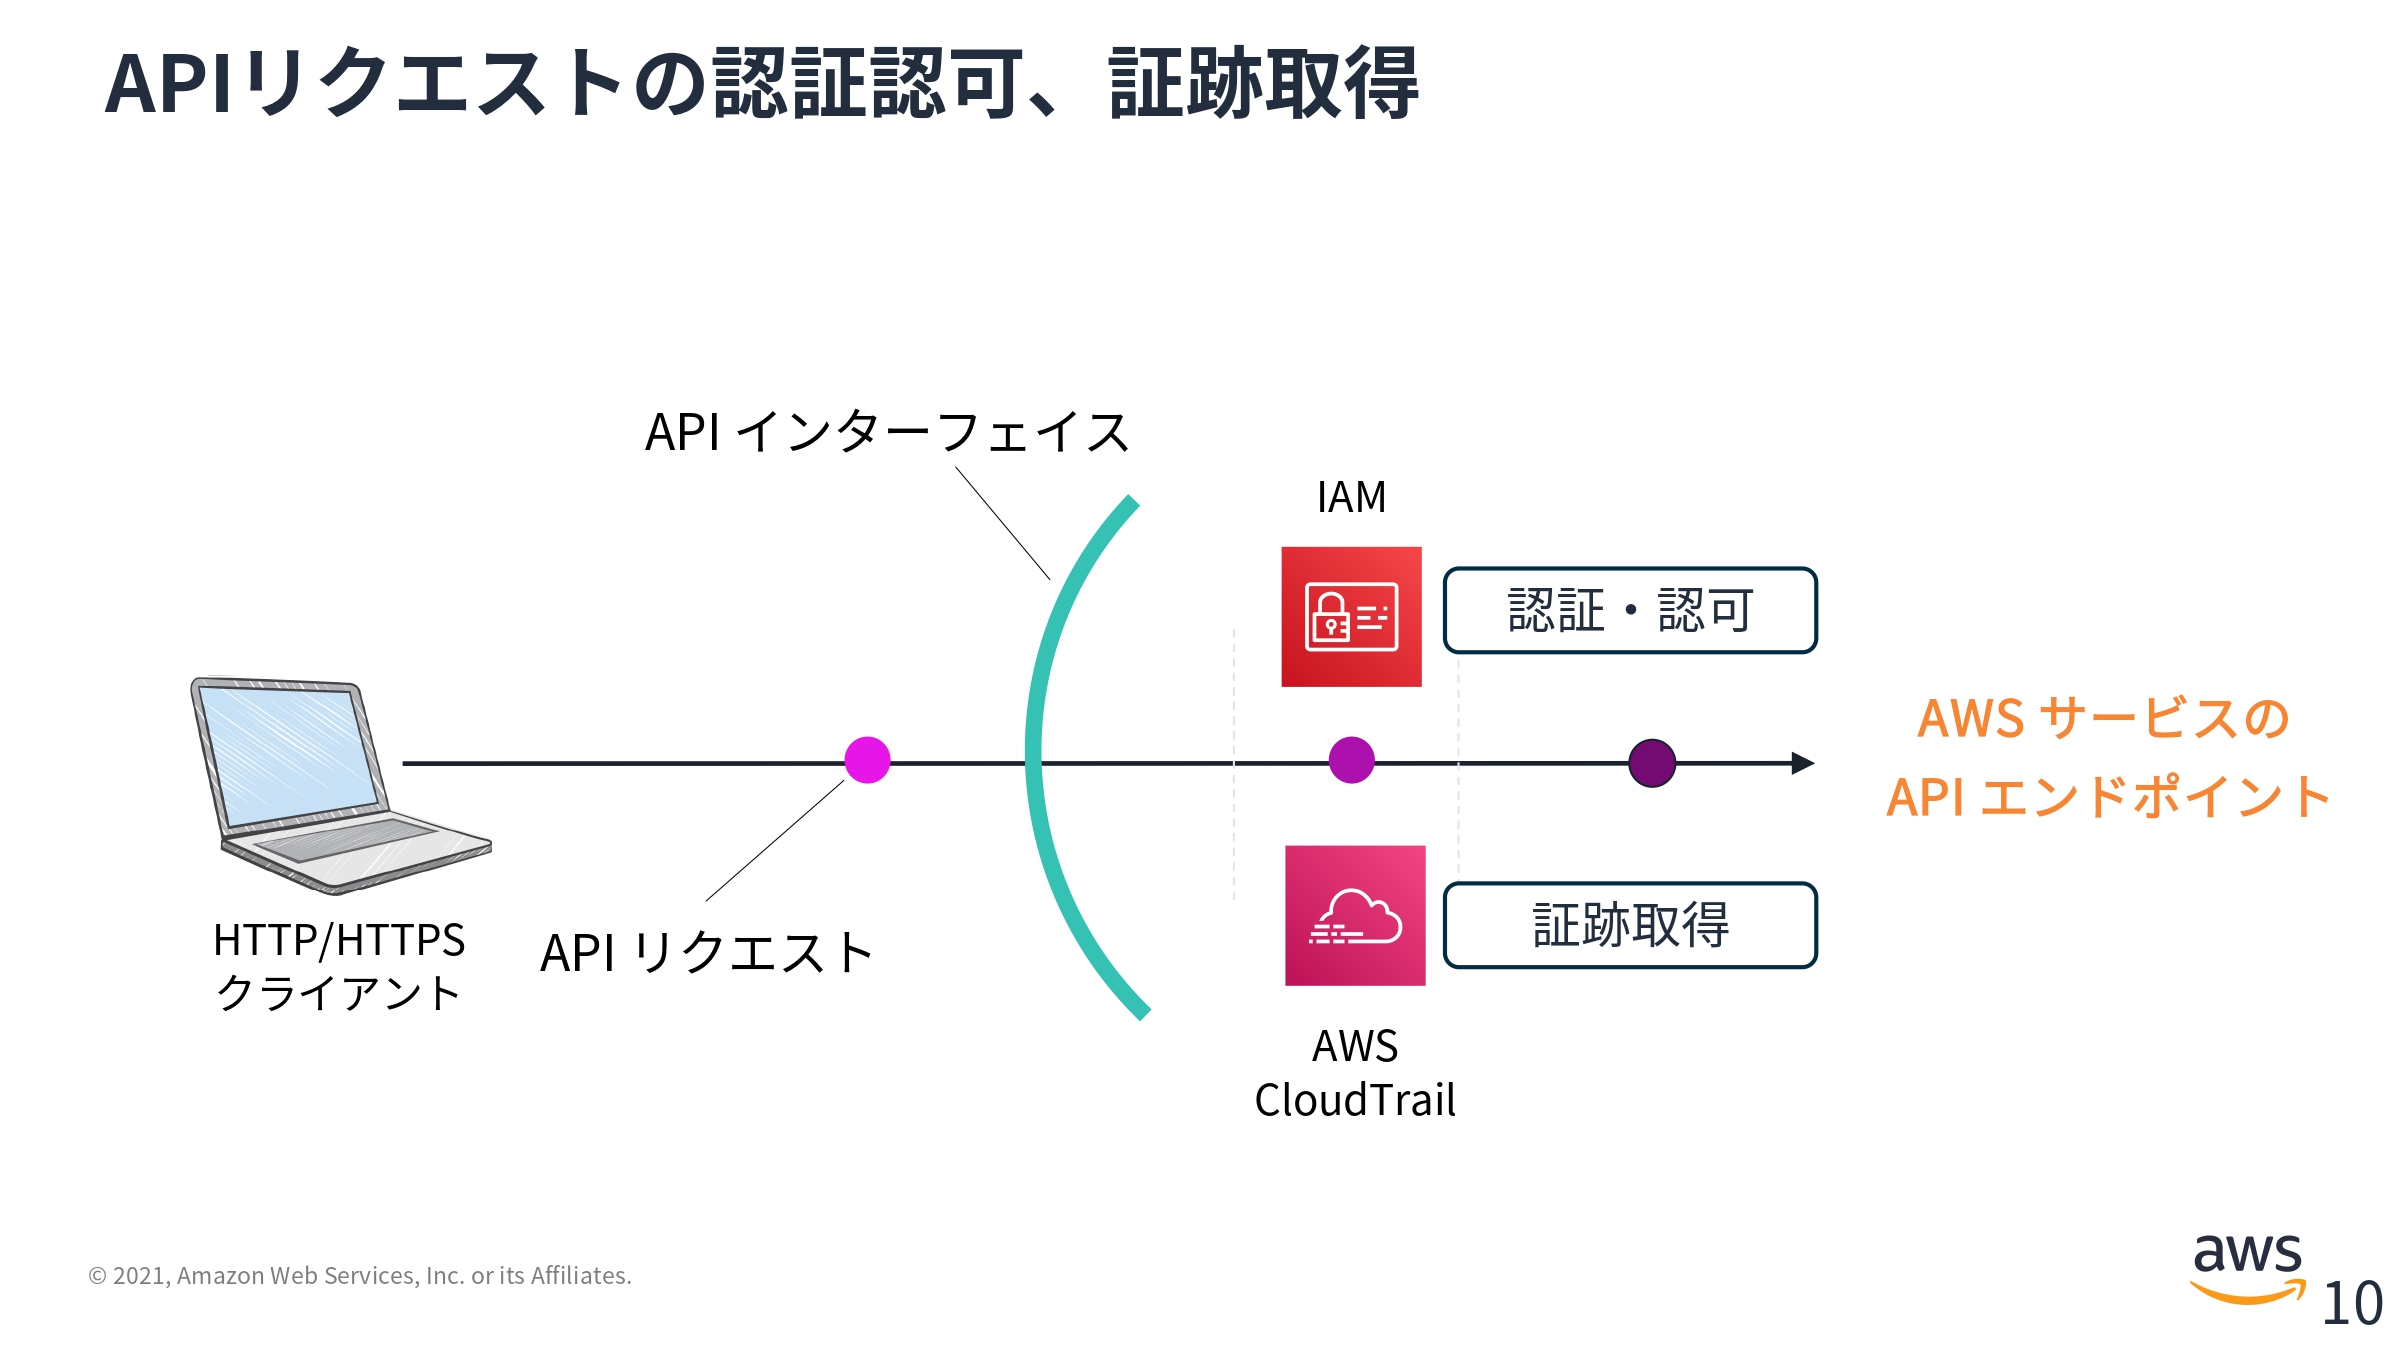 APIリクエストの認証認可、証跡取得
API インターフェイス
IAM
認証・認可
AWS サービスの
API エンドポイント
HTTP/HTTPS
クライアント
API リクエスト
証跡取得
AWS
CloudTrail
© 2021, Amazon Web Services, Inc. or its Affiliates.
aws
10